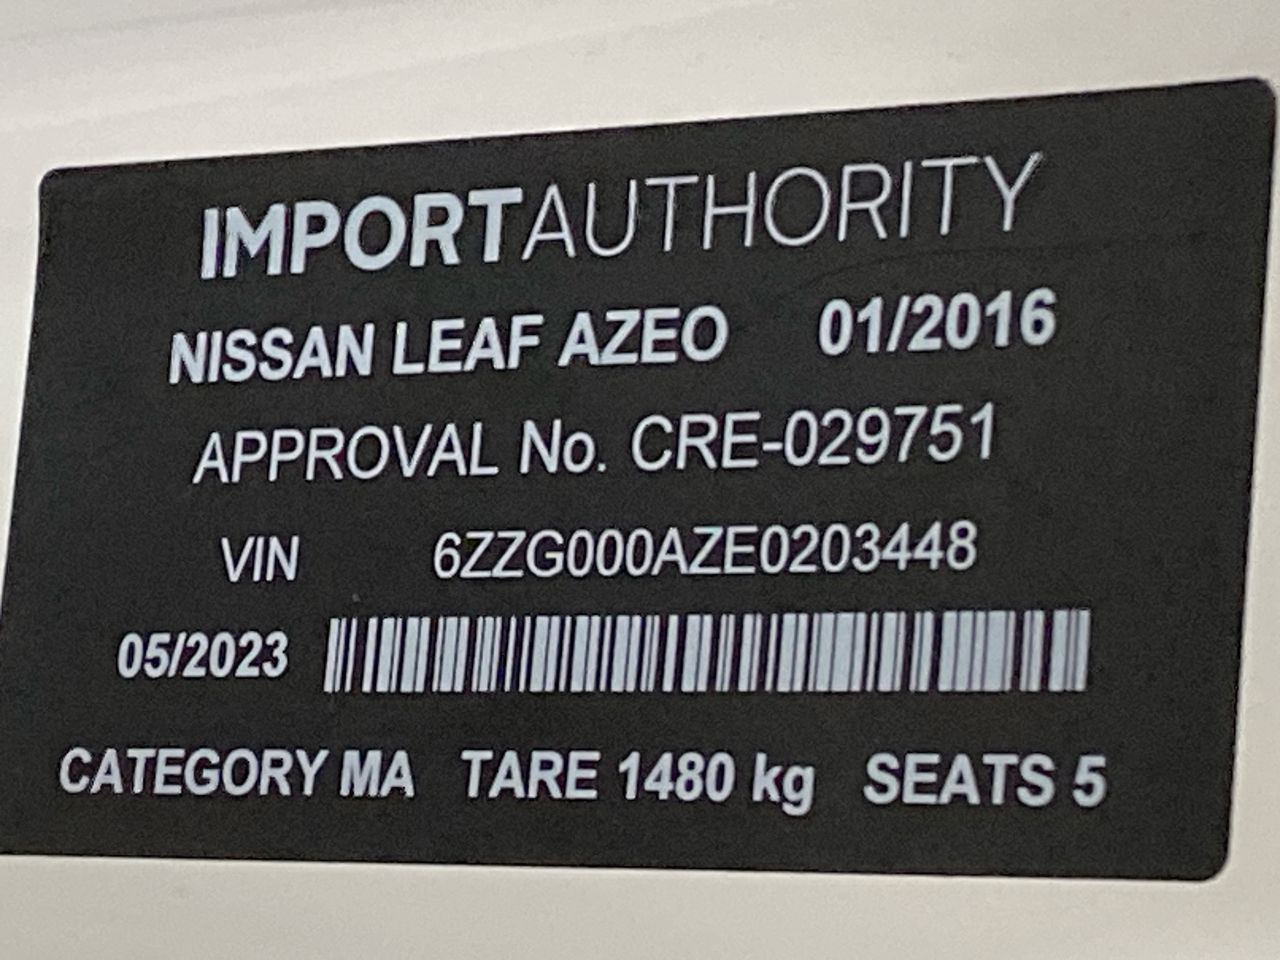 IMPORTAUTHORITY
NISSAN LEAF AZEO 01/2016
APPROVAL No. CRE-029751
VIN 6ZZG000AZE0203448
05/2023
CATEGORY MA TARE 1480 kg SEATS 5